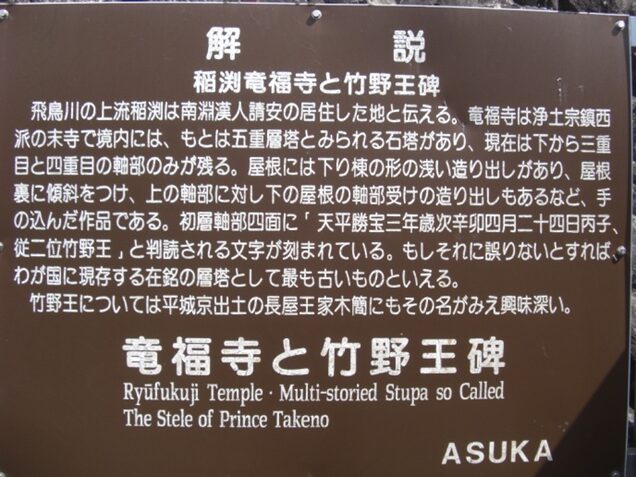 解説
稲渕竜福寺と竹野王碑
飛鳥川の上流稲渕は南淵漢人請安の居住した地と伝える。竜福寺は浄土宗鎮西
派の末寺で境内には、もとは五重層塔とみられる石塔があり、現在は下から三重
目と四重目の軸部のみが残る。屋根には下り棟の形の浅い造り出しがあり、屋根
裏に傾斜をつけ、上の軸部に対し下の屋根の軸部受けの造り出しもあるなど、手
の込んだ作品である。初層軸部四面に「天平勝宝三年歳次辛卯四月二十四日丙子、
従二位竹野王」と判読される文字が刻まれている。もしそれに誤りないとすれば、
わが国に現存する在銘の層塔として最も古いものといえる。
竹野王については平城京出土の長屋王家木簡にもその名がみえ興味深い。
竜福寺と竹野王碑
Ryūfukuji Temple・Multi-storied Stupa so Called
The Stele of Prince Takeno
ASUKA